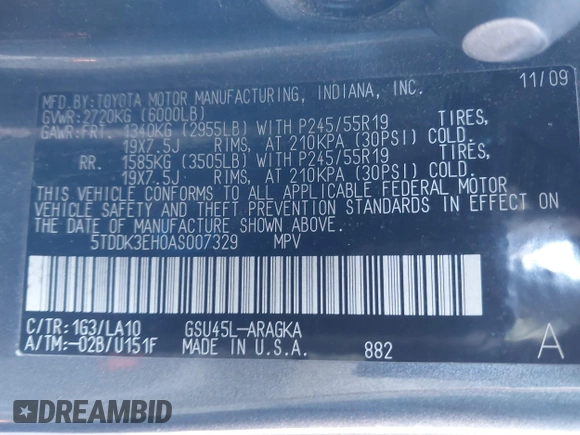 MFD.BY:TOYOTA MOTOR MANUFACTURING, INDIANA, INC. 11/09
GVWR:2720KG (6000LB)
GAWR:FRT. 1340KG (2955LB) WITH P245/55R19 TIRES,
19X7.5J RIMS, AT 210KPA (30PSI) COLD.
RR. 1585KG (3505LB) WITH P245/55R19 TIRES,
19X7.5J RIMS, AT 210KPA (30PSI) COLD.
THIS VEHICLE CONFORMS TO ALL APPLICABLE FEDERAL MOTOR
VEHICLE SAFETY AND THEFT PREVENTION STANDARDS IN EFFECT ON
THE DATE OF MANUFACTURE SHOWN ABOVE.
5TDDK3EH0AS007329 MPV
C/TR:1G3/LA10 GSU45L-ARAGKA
A/TM:-02B/U151F MADE IN U.S.A. 882 A
DREAMBID